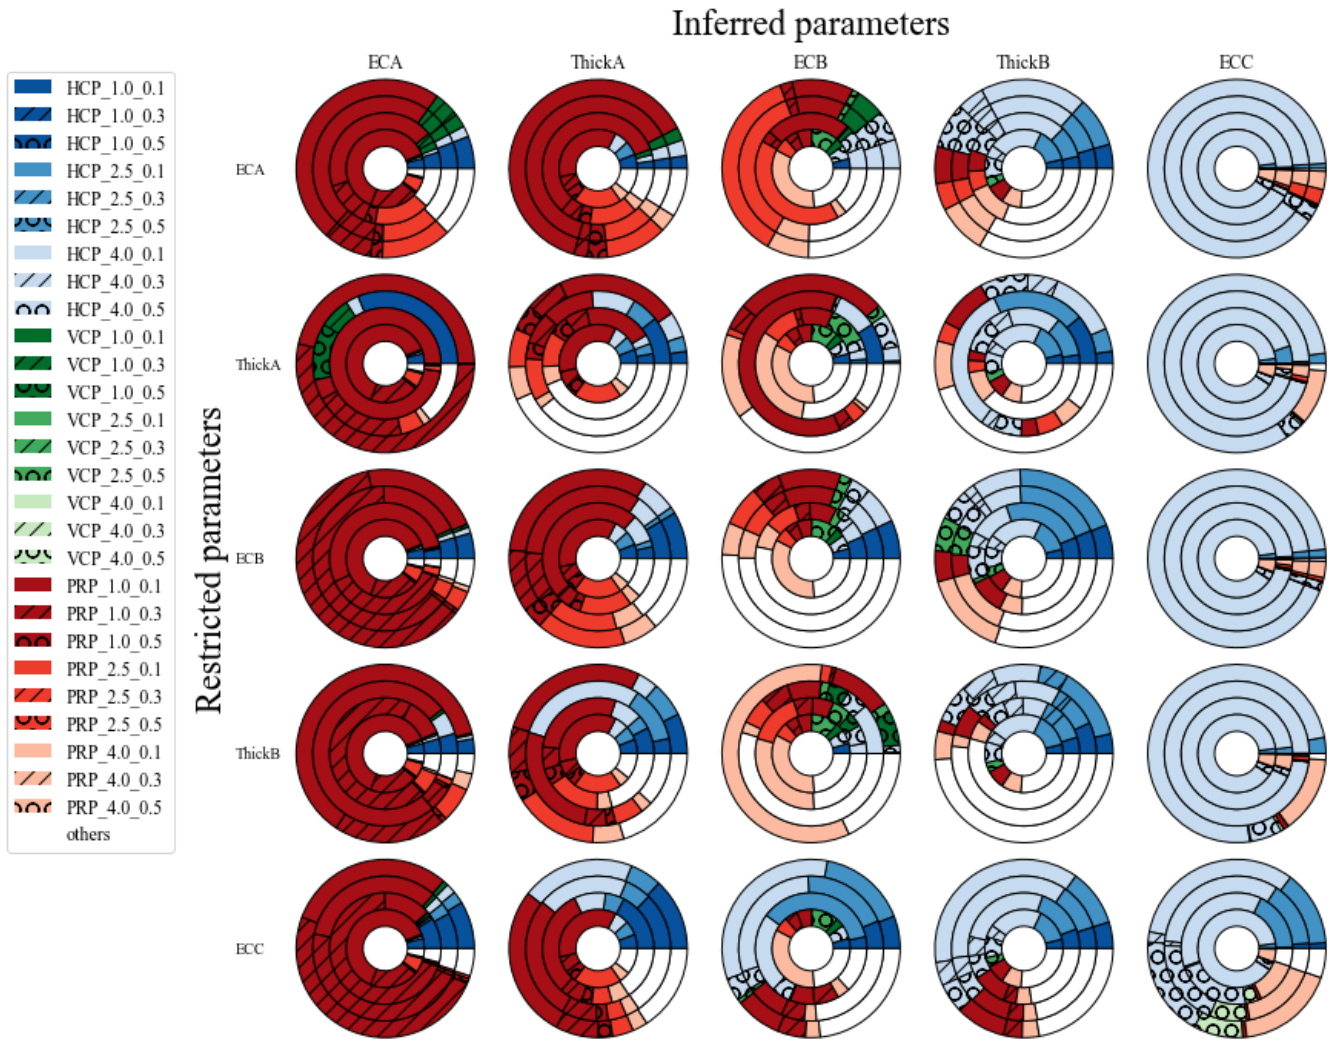 Inferred parameters
ECA
ThickA
ECB
ThickB
ECC
HCP_1.0_0.1
HCP_1.0_0.3
HCP_1.0_0.5
HCP_2.5_0.1
HCP_2.5_0.3
HCP_2.5_0.5
HCP_4.0_0.1
HCP_4.0_0.3
HCP_4.0_0.5
VCP_1.0_0.1
VCP_1.0_0.3
VCP_1.0_0.5
VCP_2.5_0.1
VCP_2.5_0.3
VCP_2.5_0.5
VCP_4.0_0.1
VCP_4.0_0.3
VCP_4.0_0.5
PRP_1.0_0.1
PRP_1.0_0.3
PRP_1.0_0.5
PRP_2.5_0.1
PRP_2.5_0.3
PRP_2.5_0.5
PRP_4.0_0.1
PRP_4.0_0.3
PRP_4.0_0.5
others
Restricted parameters
ECA
ThickA
ECB
ThickB
ECC